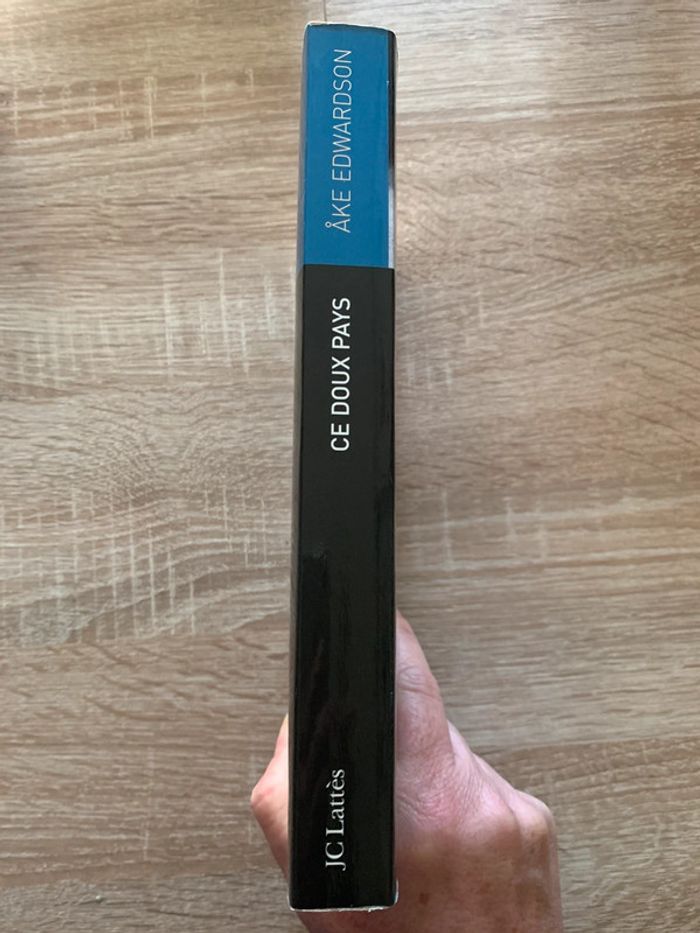 ÅKE EDWARDSON
CE DOUX PAYS
JC Lattès